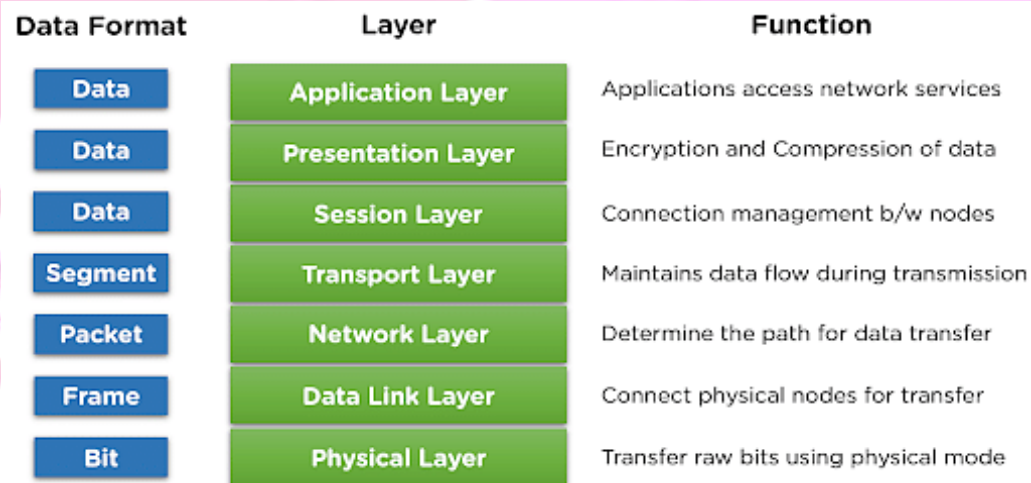 Data Format Layer Function
Data Application Layer Applications access network services
Data Presentation Layer Encryption and Compression of data
Data Session Layer Connection management b/w nodes
Segment Transport Layer Maintains data flow during transmission
Packet Network Layer Determine the path for data transfer
Frame Data Link Layer Connect physical nodes for transfer
Bit Physical Layer Transfer raw bits using physical mode